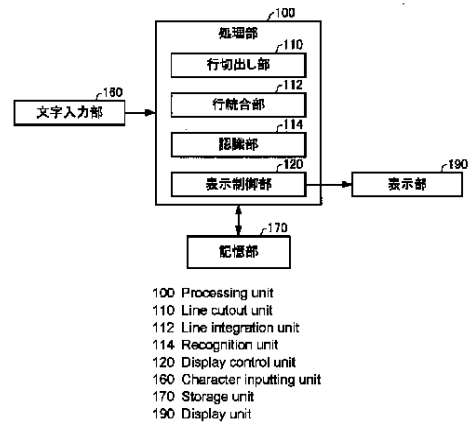 100
処理部
110
行切出し部
112
行統合部
160
文字入力部
114
認識部
120
表示制御部
190
表示部
170
記憶部
100 Processing unit
110 Line cutout unit
112 Line integration unit
114 Recognition unit
120 Display control unit
160 Character inputting unit
170 Storage unit
190 Display unit